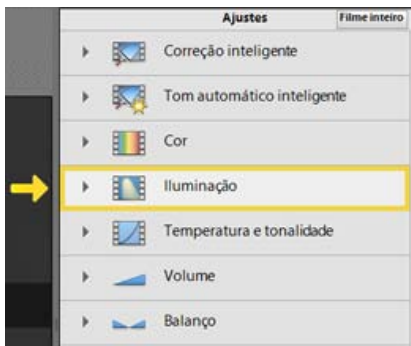 Ajustes Filme inteiro
Correção inteligente
Tom automático inteligente
Cor
Iluminação
Temperatura e tonalidade
Volume
Balanço